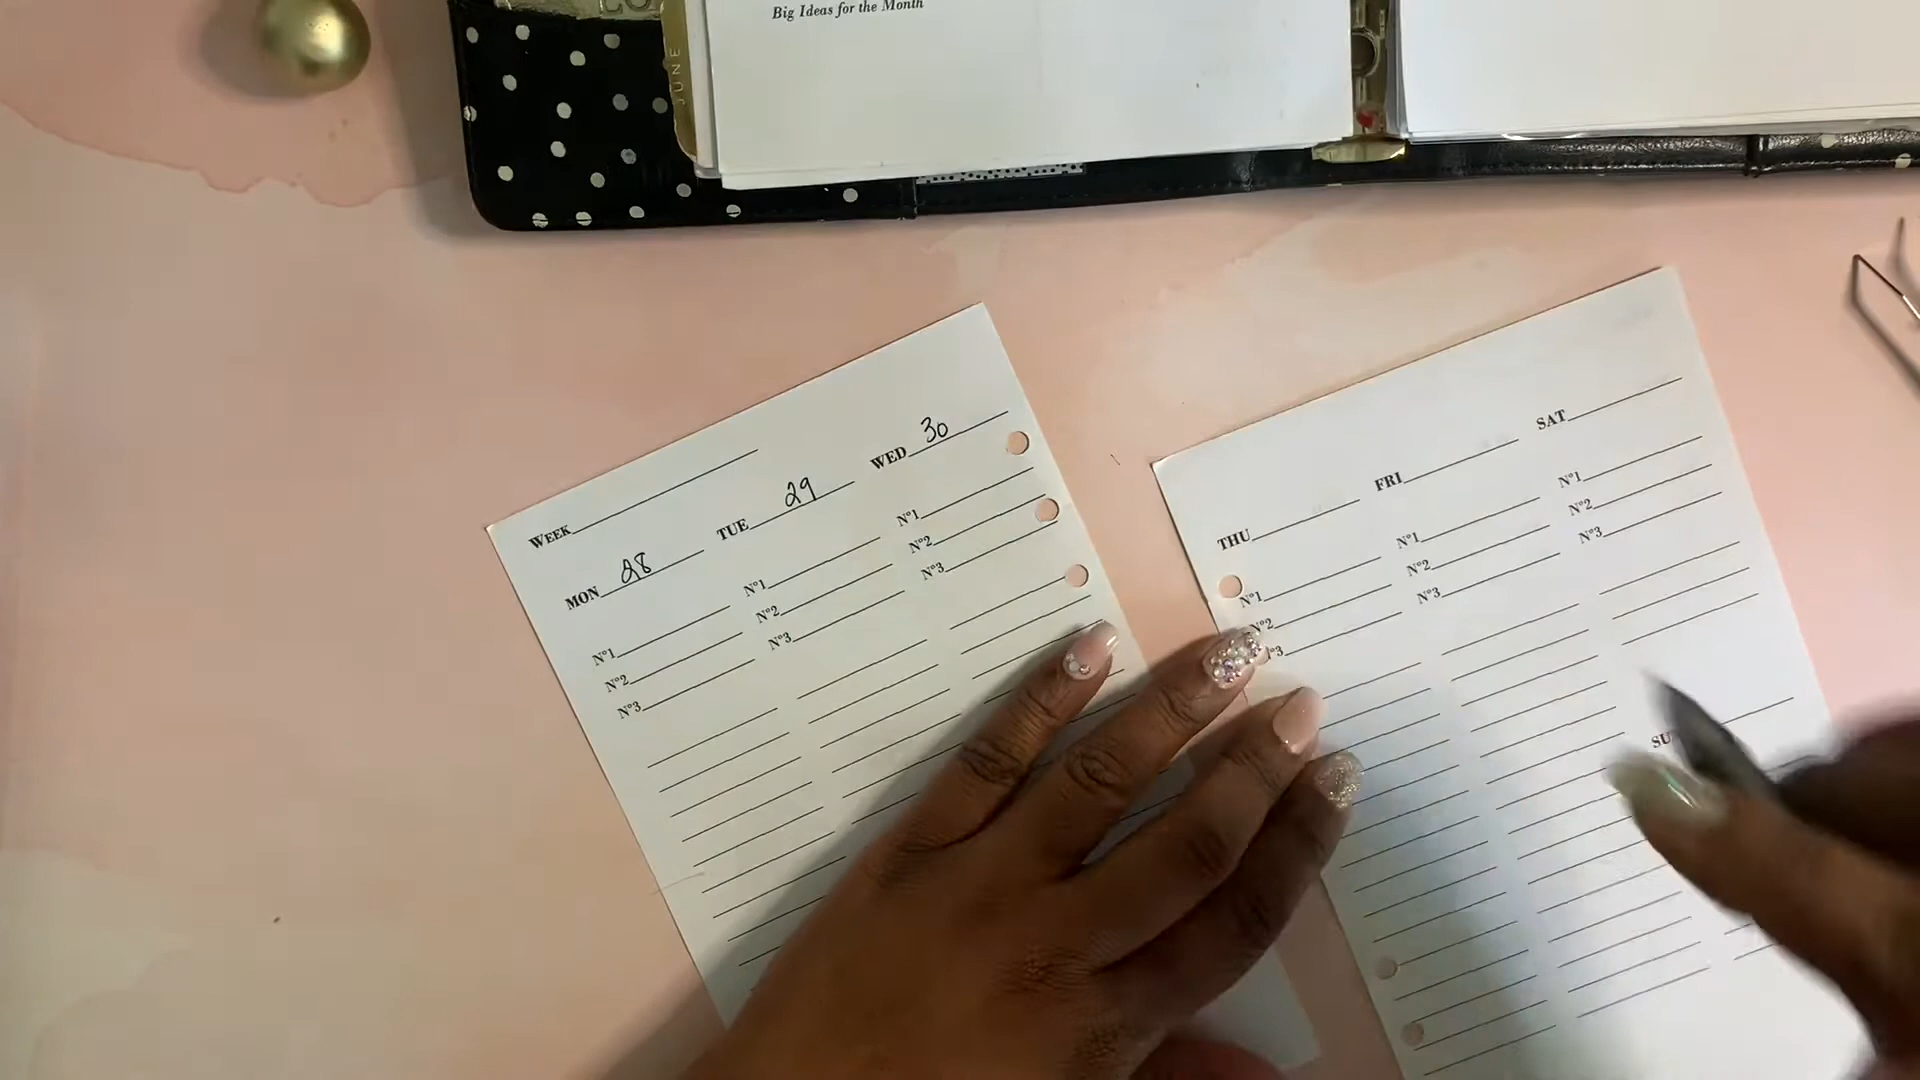 Big Ideas for the Month
JUNE
WEEK
MON 28
TUE 29
WED 30
Nº1
Nº2
Nº3
Nº1
Nº2
Nº3
Nº1
Nº2
Nº3
THU
FRI
SAT
Nº1
Nº2
Nº3
Nº1
Nº2
Nº3
Nº1
Nº2
Nº3